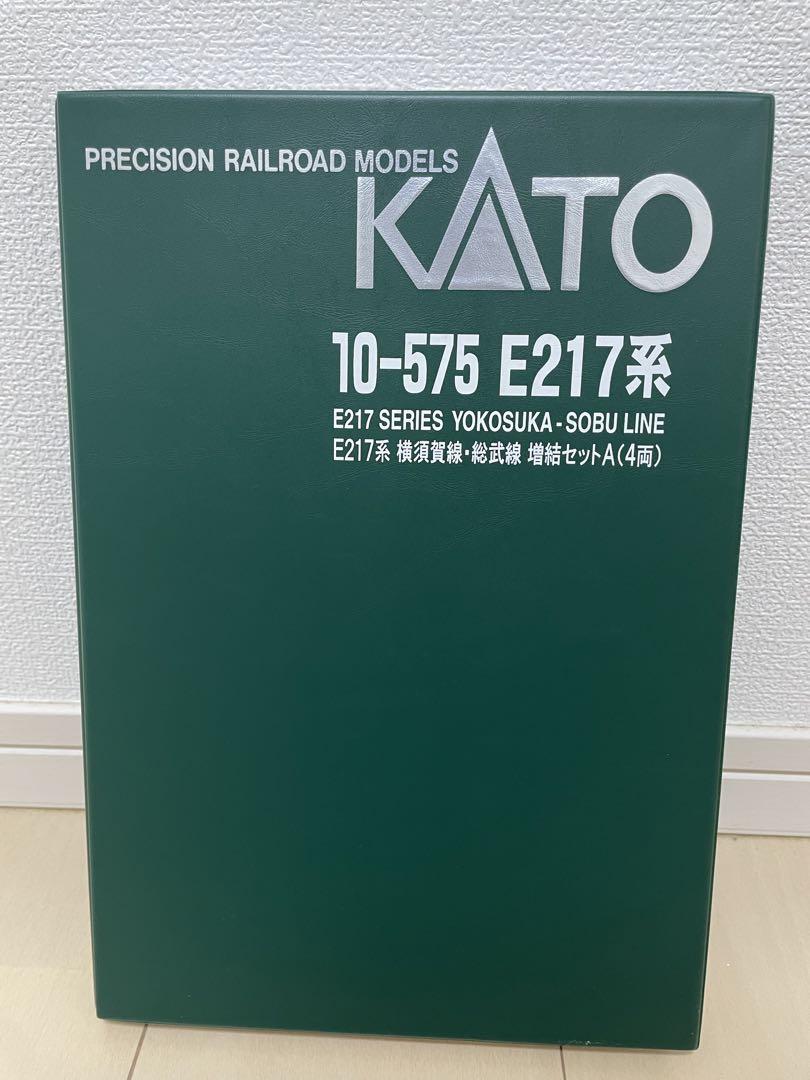 PRECISION RAILROAD MODELS
KATO
10-575 E217系
E217 SERIES YOKOSUKA-SOBU LINE
E217系 横須賀線・総武線 増結セットA(4両)